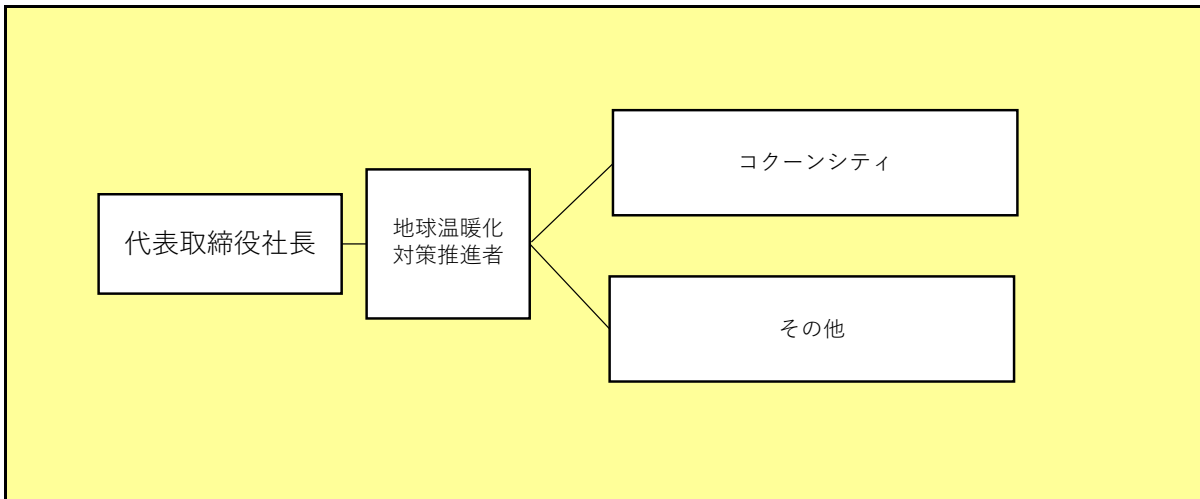 代表取締役社長
地球温暖化
対策推進者
コクーンシティ
その他